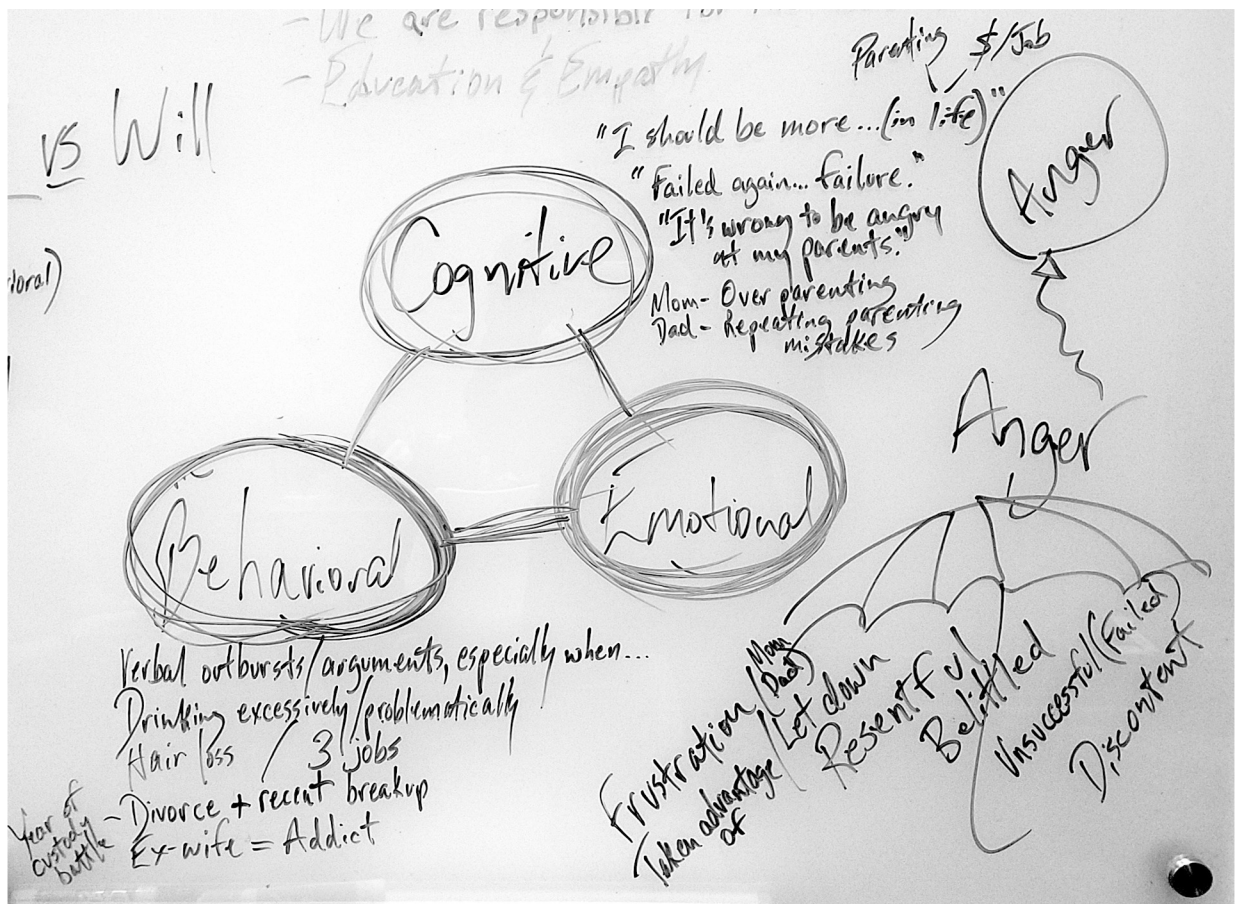 - We are responsible for
- Education & Empathy
vs Will
Parenting $/Job
"I should be more...(in life)"
"Failed again... failure."
"It's wrong to be angry
at my parents."
Mom- Over parenting
Dad- Repeating parenting
mistakes
Anger
Cognitive
Anger
Behavioral
Emotional
Verbal outbursts/arguments, especially when...
Drinking excessively/problematically
Hair loss / 3 jobs
- Divorce + recent breakup
Ex-wife = Addict
Year of
custody
battle
Frustration (Mom
Dad)
Taken advantage
of
/Let down
Resentful
Belittled
Unsuccessful (Failed)
Discontent